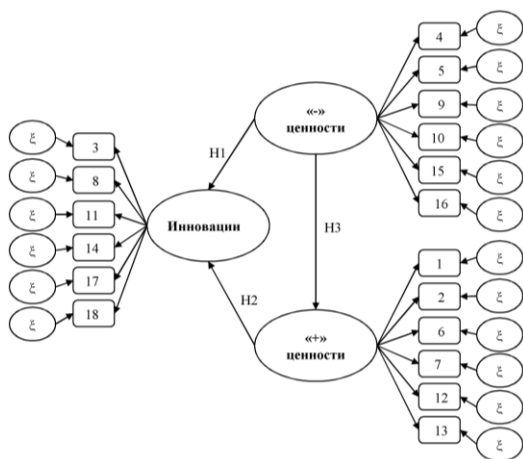 ξ
3
ξ
8
ξ
11
ξ
14
ξ
17
ξ
18
Инновации
H1
H2
H3
«-»
ценности
«+»
ценности
4
ξ
5
ξ
9
ξ
10
ξ
15
ξ
16
ξ
1
ξ
2
ξ
6
ξ
7
ξ
12
ξ
13
ξ